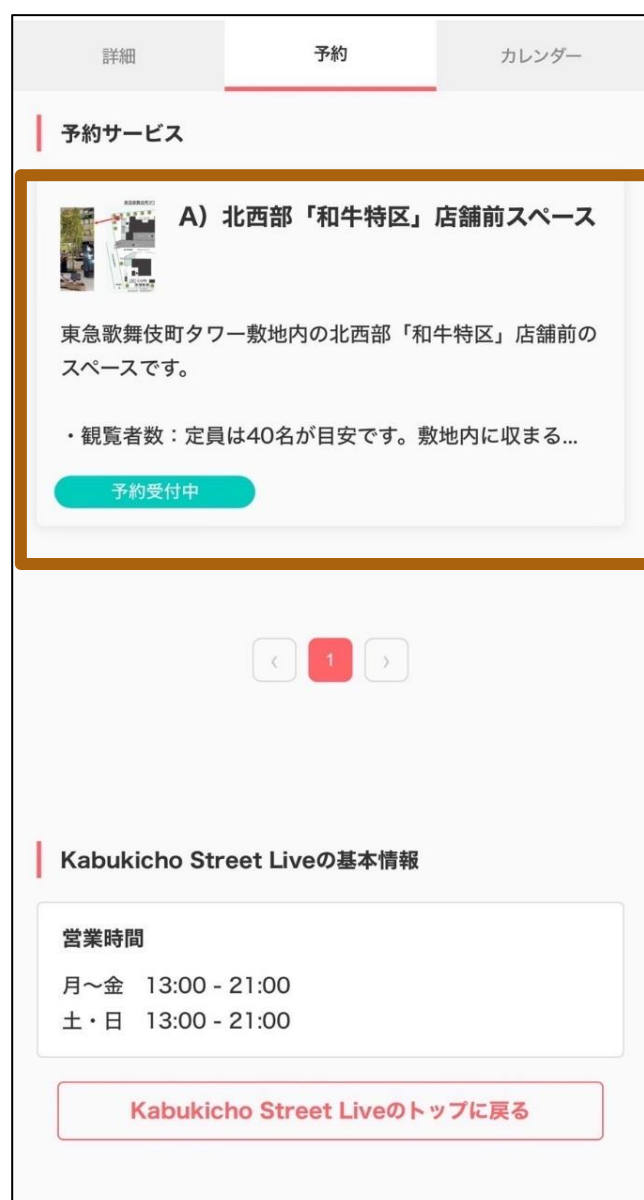 詳細
予約
カレンダー
予約サービス
A）北西部「和牛特区」店舗前スペース
東急歌舞伎町タワー敷地内の北西部「和牛特区」店舗前の
スペースです。
・観覧者数：定員は40名が目安です。敷地内に収まる...
予約受付中
‹ 1 ›
Kabukicho Street Liveの基本情報
営業時間
月〜金 13:00 - 21:00
土・日 13:00 - 21:00
Kabukicho Street Liveのトップに戻る